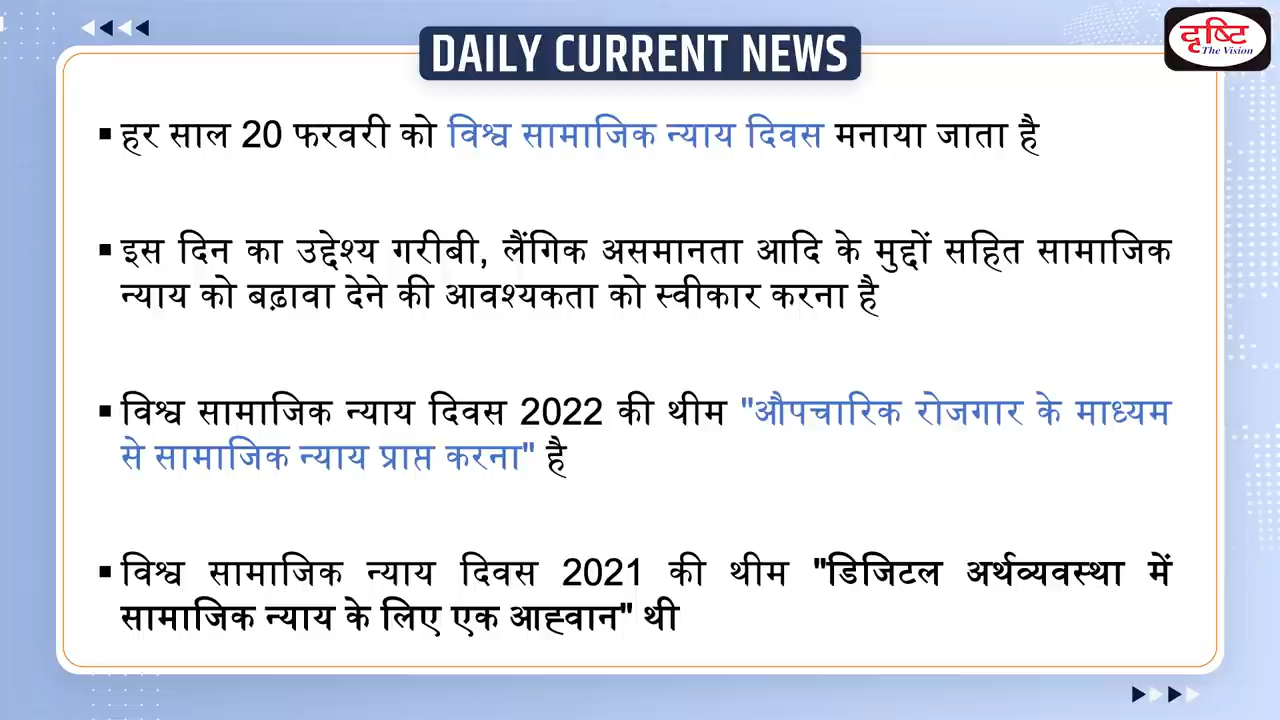 DAILY CURRENT NEWS
दृष्टि
The Vision
▪ हर साल 20 फरवरी को विश्व सामाजिक न्याय दिवस मनाया जाता है
▪ इस दिन का उद्देश्य गरीबी, लैंगिक असमानता आदि के मुद्दों सहित सामाजिक
न्याय को बढ़ावा देने की आवश्यकता को स्वीकार करना है
▪ विश्व सामाजिक न्याय दिवस 2022 की थीम "औपचारिक रोजगार के माध्यम
से सामाजिक न्याय प्राप्त करना" है
▪ विश्व सामाजिक न्याय दिवस 2021 की थीम "डिजिटल अर्थव्यवस्था में
सामाजिक न्याय के लिए एक आह्वान" थी